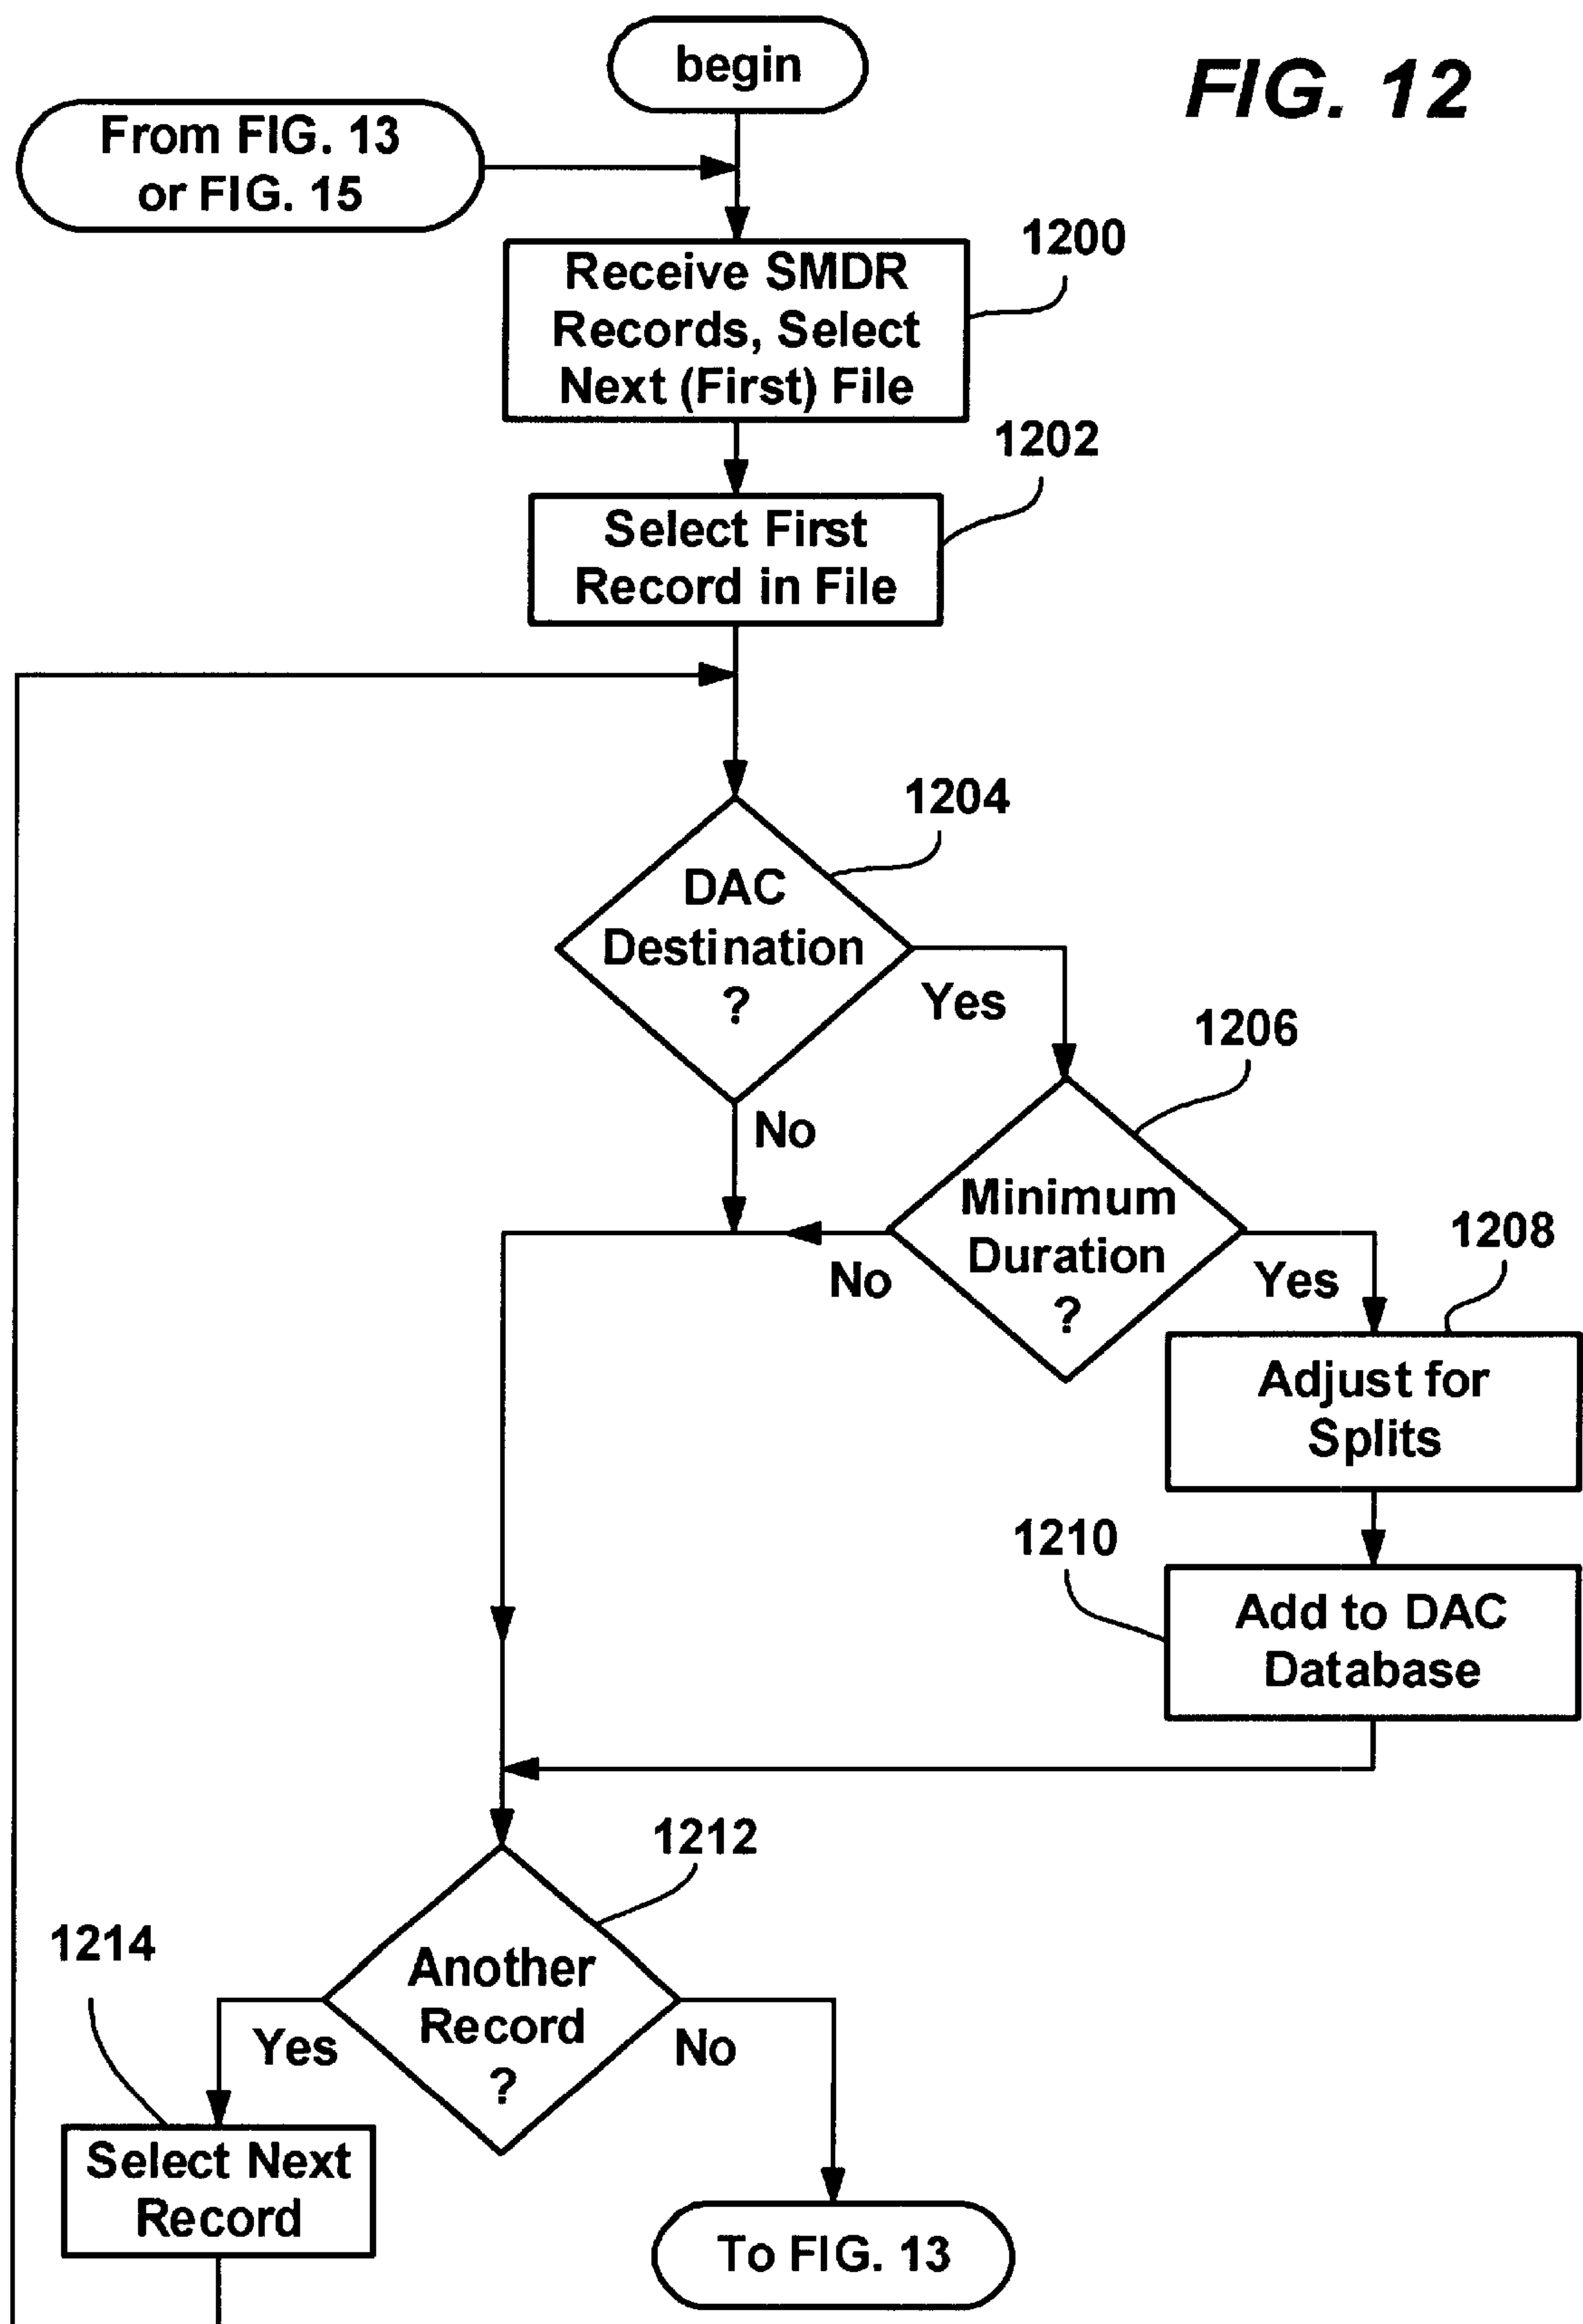 begin
FIG. 12
From FIG. 13
or FIG. 15
1200
Receive SMDR
Records, Select
Next (First) File
1202
Select First
Record in File
1204
DAC
Destination
?
Yes
No
1206
Minimum
Duration
?
No
Yes
1208
Adjust for
Splits
1210
Add to DAC
Database
1212
Another
Record
?
Yes
No
1214
Select Next
Record
To FIG. 13